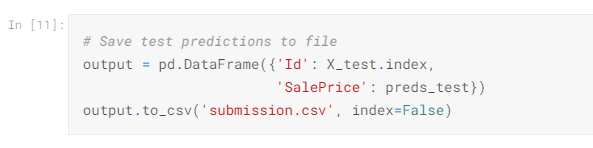 In [11]:
# Save test predictions to file
output = pd.DataFrame({'Id': X_test.index,
                       'SalePrice': preds_test})
output.to_csv('submission.csv', index=False)